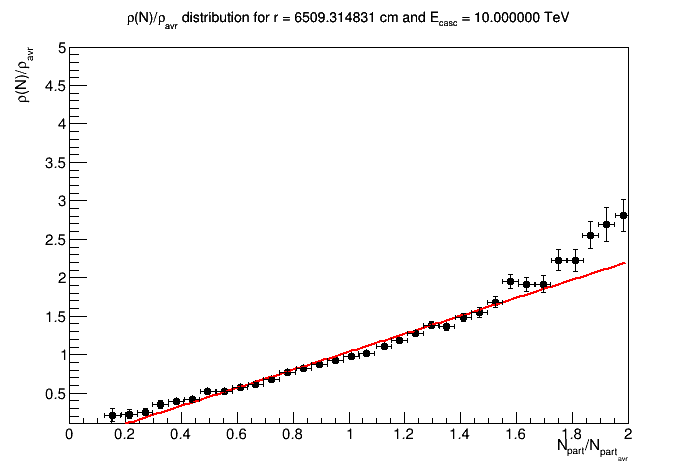 ρ(N)/ρavr distribution for r = 6509.314831 cm and Ecasc = 10.000000 TeV
ρ(N)/ρavr
5
4.5
4
3.5
3
2.5
2
1.5
1
0.5
0 0.2 0.4 0.6 0.8 1 1.2 1.4 1.6 1.8 2
Npart/Npartavr